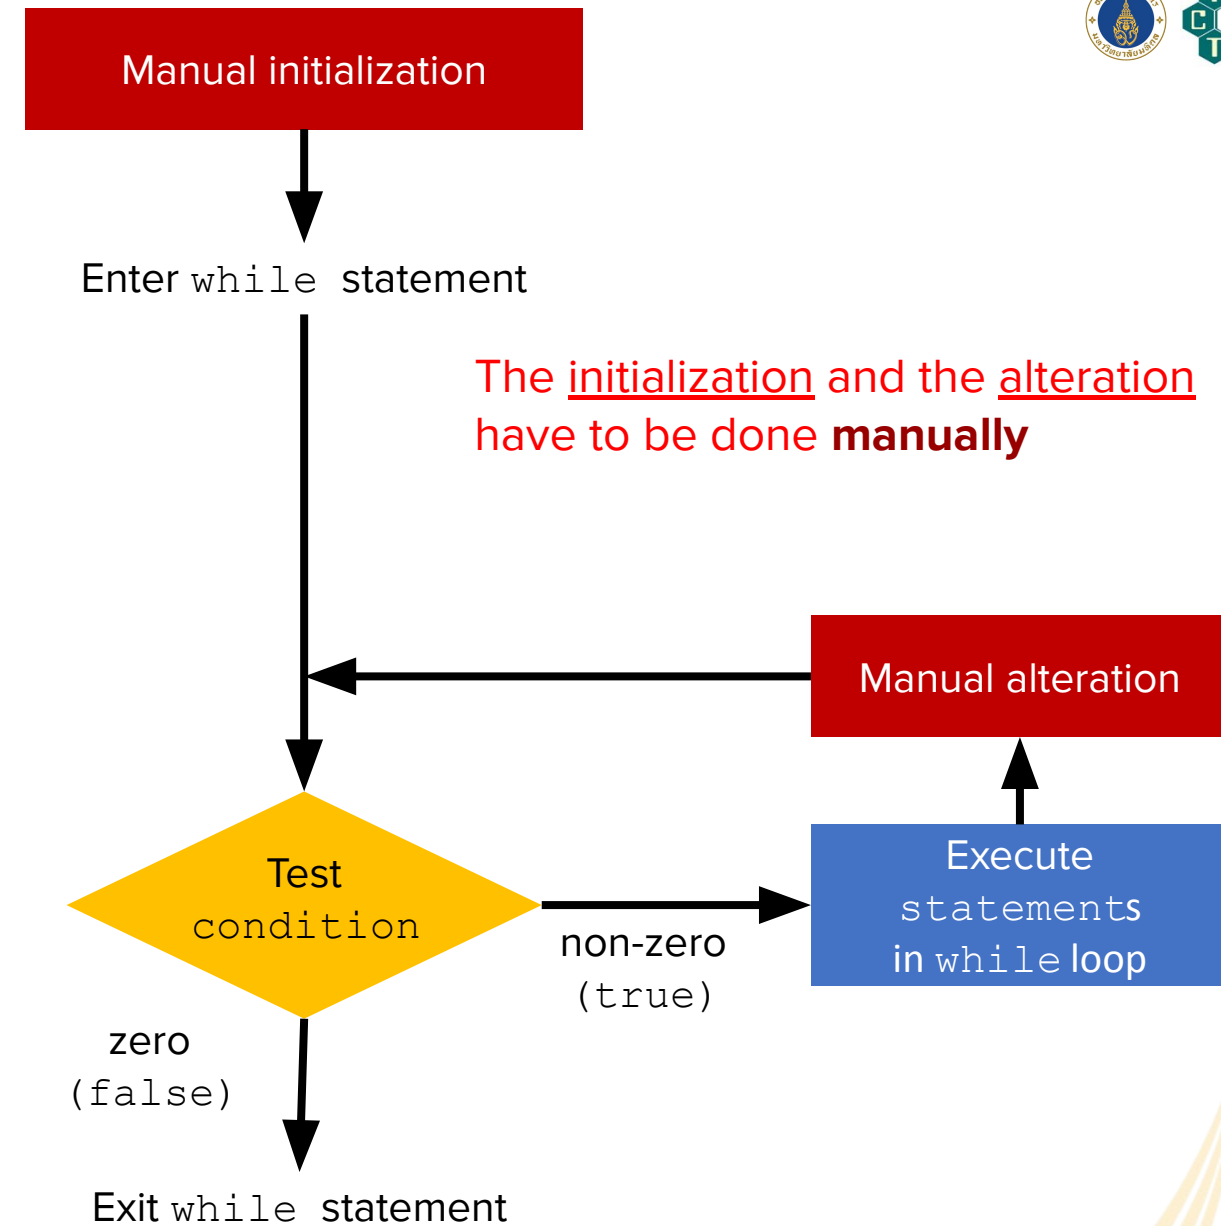 Manual initialization
Enter while statement
The initialization and the alteration
have to be done manually
Manual alteration
Test
condition
non-zero
(true)
Execute
statements
in while loop
zero
(false)
Exit while statement